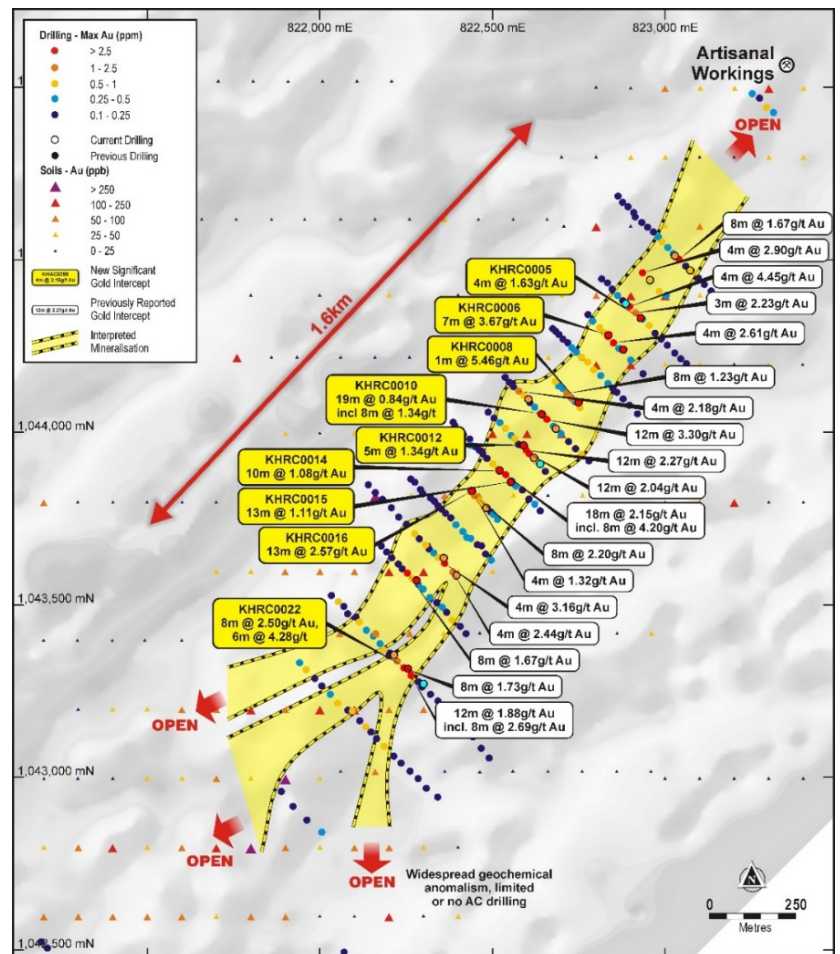 822,000 mE
822,500 mE
823,000 mE
Drilling - Max Au (ppm)
> 2.5
1 - 2.5
0.5 - 1
0.25 - 0.5
0.1 - 0.25
Current Drilling
Previous Drilling
Soils - Au (ppb)
> 250
100 - 250
50 - 100
25 - 50
0 - 25
New Significant
Gold Intercept
Previously Reported
Gold Intercept
Interpreted
Mineralisation
Artisanal
Workings
OPEN
1.6km
8m @ 1.67g/t Au
4m @ 2.90g/t Au
KHRC0005
4m @ 1.63g/t Au
4m @ 4.45g/t Au
3m @ 2.23g/t Au
KHRC0006
7m @ 3.67g/t Au
4m @ 2.61g/t Au
KHRC0008
1m @ 5.46g/t Au
8m @ 1.23g/t Au
KHRC0010
19m @ 0.84g/t Au
incl 8m @ 1.34g/t
4m @ 2.18g/t Au
12m @ 3.30g/t Au
1,044,000 mN
KHRC0012
5m @ 1.34g/t Au
12m @ 2.27g/t Au
KHRC0014
10m @ 1.08g/t Au
12m @ 2.04g/t Au
KHRC0015
13m @ 1.11g/t Au
18m @ 2.15g/t Au
incl. 8m @ 4.20g/t Au
KHRC0016
13m @ 2.57g/t Au
8m @ 2.20g/t Au
4m @ 1.32g/t Au
4m @ 3.16g/t Au
1,043,500 mN
4m @ 2.44g/t Au
KHRC0022
8m @ 2.50g/t Au,
6m @ 4.28g/t
8m @ 1.67g/t Au
8m @ 1.73g/t Au
12m @ 1.88g/t Au
incl. 8m @ 2.69g/t Au
OPEN
1,043,000 mN
OPEN
OPEN
Widespread geochemical
anomalism, limited
or no AC drilling
N
0 250
Metres
1,042,500 mN